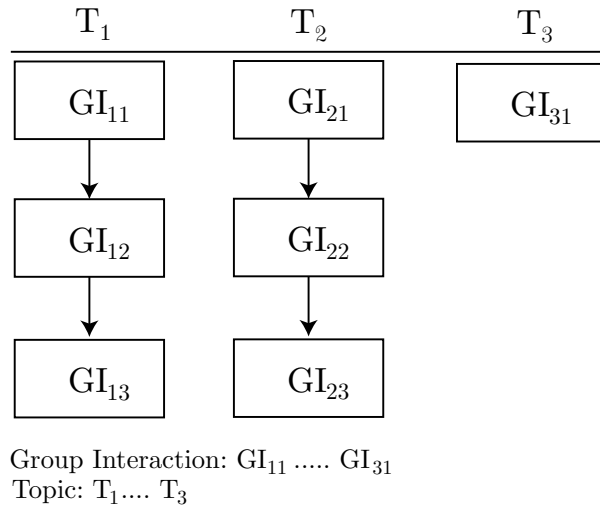 T₁ T₂ T₃
GI₁₁ GI₂₁ GI₃₁
GI₁₂ GI₂₂
GI₁₃ GI₂₃
Group Interaction: GI₁₁ ..... GI₃₁
Topic: T₁.... T₃